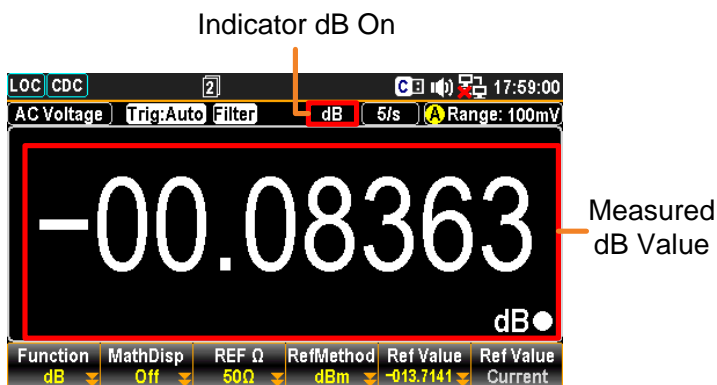 Indicator dB On
LOC CDC 2 C 17:59:00
AC Voltage Trig:Auto Filter dB 5/s A Range: 100mV
-00.08363
dB
Measured
dB Value
Function MathDisp REF Ω RefMethod Ref Value Ref Value
dB Off 50Ω dBm -013.7141 Current